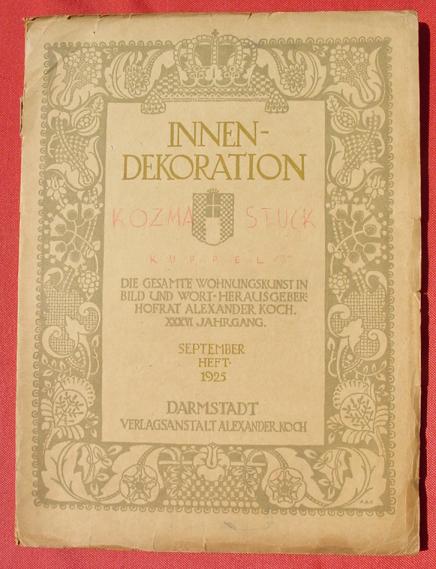 INNEN-
DEKORATION
KOZMA STUCK
KUPPEL
DIE GESAMTE WOHNUNGSKUNST IN
BILD UND WORT · HERAUSGEBER:
HOFRAT ALEXANDER KOCH.
XXXVI JAHRGANG.
SEPTEMBER
HEFT·
1925
DARMSTADT
VERLAGSANSTALT ALEXANDER KOCH